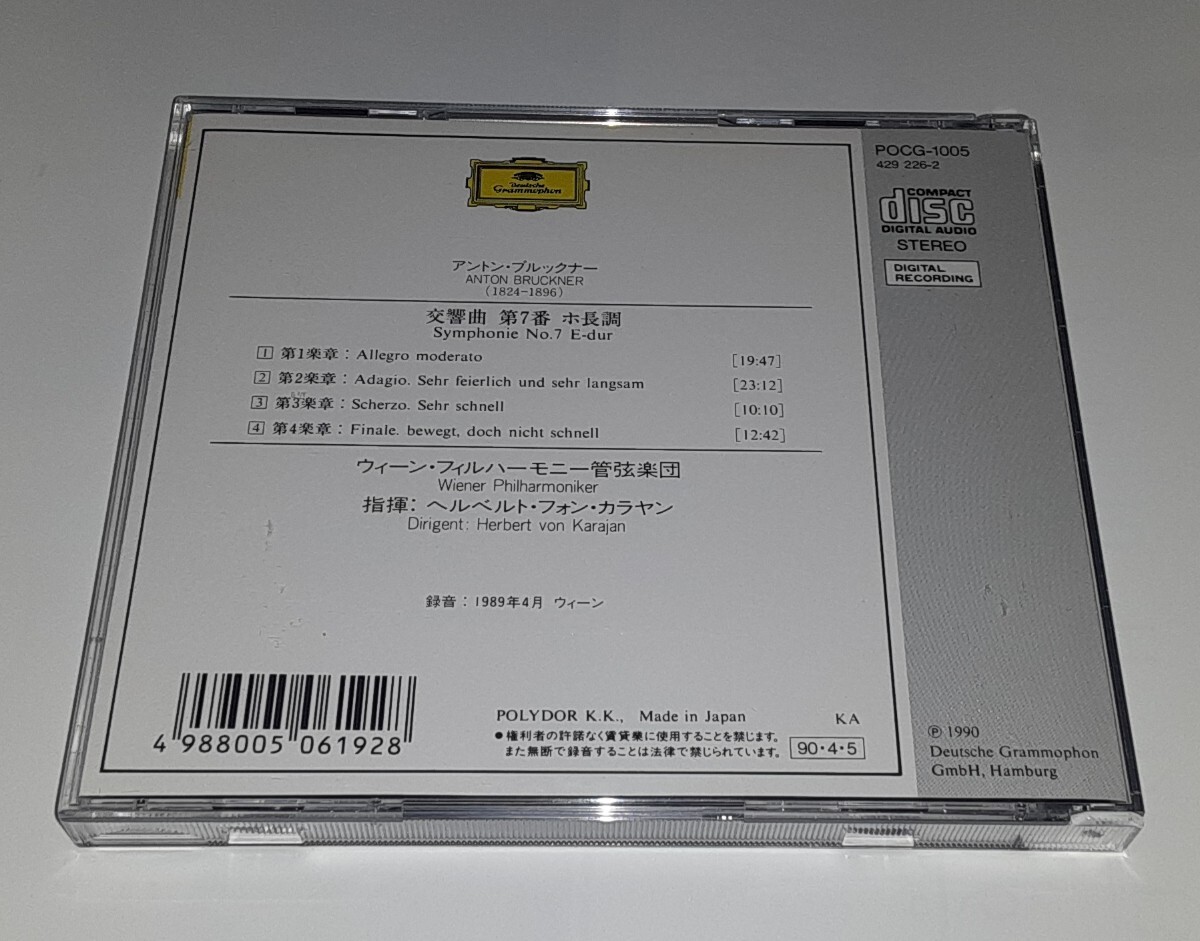 Deutsche
Grammophon
アントン・ブルックナー
ANTON BRUCKNER
(1824-1896)
交響曲 第7番 ホ長調
Symphonie No.7 E-dur
1 第1楽章：Allegro moderato [19:47]
2 第2楽章：Adagio. Sehr feierlich und sehr langsam [23:12]
3 第3楽章：Scherzo. Sehr schnell [10:10]
4 第4楽章：Finale. bewegt, doch nicht schnell [12:42]
ウィーン・フィルハーモニー管弦楽団
Wiener Philharmoniker
指揮：ヘルベルト・フォン・カラヤン
Dirigent: Herbert von Karajan
録音：1989年4月 ウィーン
4 988005 061928
POLYDOR K.K., Made in Japan KA
●権利者の許諾なく賃貸業に使用することを禁じます。
また無断で録音することは法律で禁じられています。
90・4・5
POCG-1005
429 226-2
COMPACT
disc
DIGITAL AUDIO
STEREO
DIGITAL
RECORDING
Ⓟ 1990
Deutsche Grammophon
GmbH, Hamburg